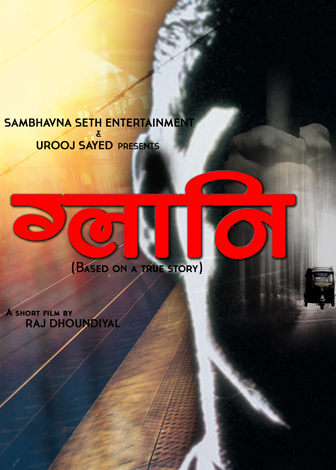 SAMBHAVNA SETH ENTERTAINMENT
&
UROOJ SAYED PRESENTS
ग्लानि
(BASED ON A TRUE STORY)
A SHORT FILM BY
RAJ DHOUNDIYAL